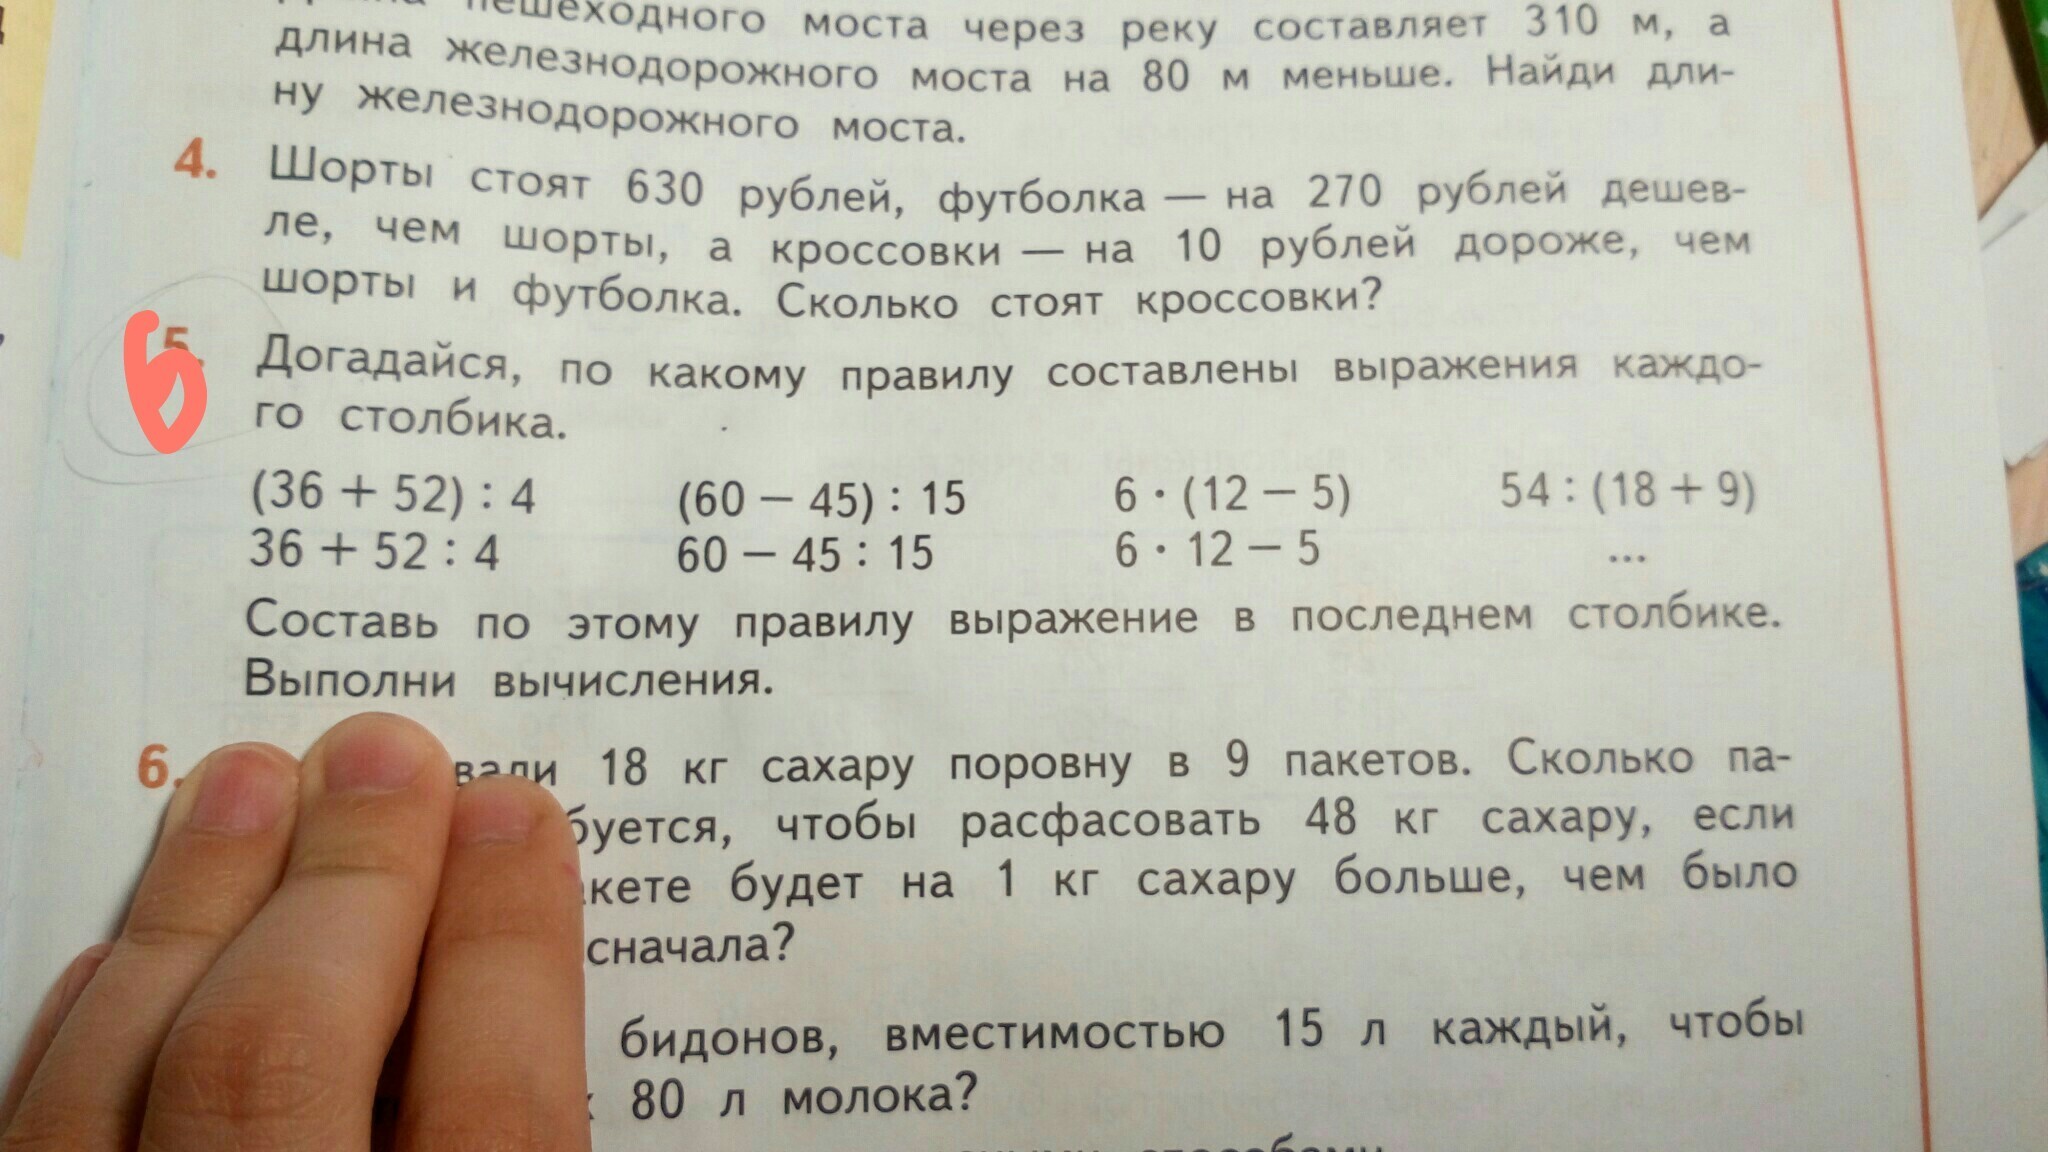 пешеходного моста через реку составляет 310 м, а
длина железнодорожного моста на 80 м меньше. Найди дли-
ну железнодорожного моста.
4. Шорты стоят 630 рублей, футболка — на 270 рублей дешев-
ле, чем шорты, а кроссовки — на 10 рублей дороже, чем
шорты и футболка. Сколько стоят кроссовки?
6
5. Догадайся, по какому правилу составлены выражения каждо-
го столбика.
(36 + 52) : 4 (60 − 45) : 15 6 · (12 − 5) 54 : (18 + 9)
36 + 52 : 4 60 − 45 : 15 6 · 12 − 5 ...
Составь по этому правилу выражение в последнем столбике.
Выполни вычисления.
6. вали 18 кг сахару поровну в 9 пакетов. Сколько па-
буется, чтобы расфасовать 48 кг сахару, если
кете будет на 1 кг сахару больше, чем было
сначала?
бидонов, вместимостью 15 л каждый, чтобы
80 л молока?